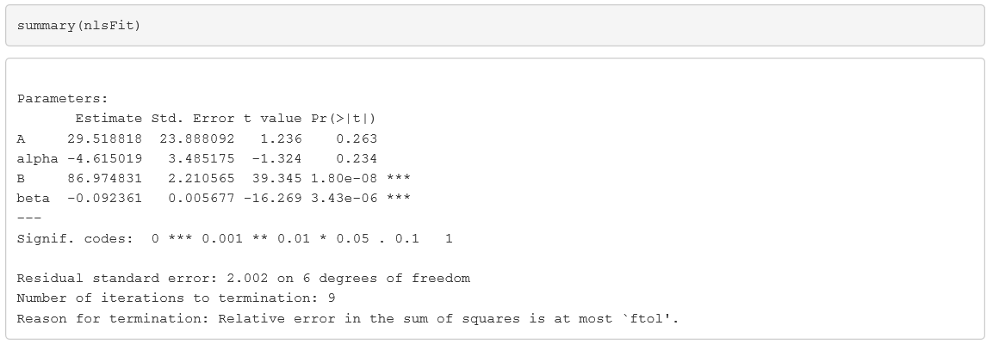 summary(nlsFit)
Parameters:
       Estimate Std. Error t value Pr(>|t|)
A     29.518818  23.888092   1.236    0.263
alpha -4.615019   3.485175  -1.324    0.234
B     86.974831   2.210565  39.345 1.80e-08 ***
beta  -0.092361   0.005677 -16.269 3.43e-06 ***
---
Signif. codes:  0 *** 0.001 ** 0.01 * 0.05 . 0.1   1
Residual standard error: 2.002 on 6 degrees of freedom
Number of iterations to termination: 9
Reason for termination: Relative error in the sum of squares is at most `ftol'.